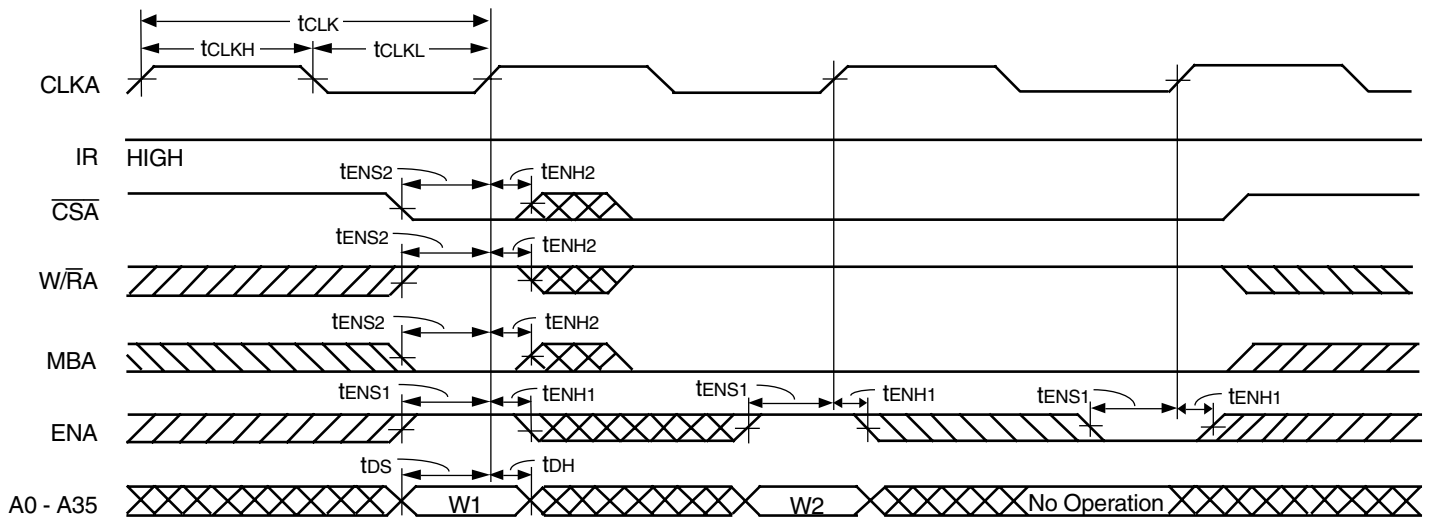 tCLK
tCLKH tCLKL
CLKA
IR HIGH
tENS2 tENH2
CSA
tENS2 tENH2
W/RA
tENS2 tENH2
MBA
tENS1 tENH1 tENS1 tENH1 tENS1 tENH1
ENA
tDS tDH
A0 - A35 W1 W2 No Operation